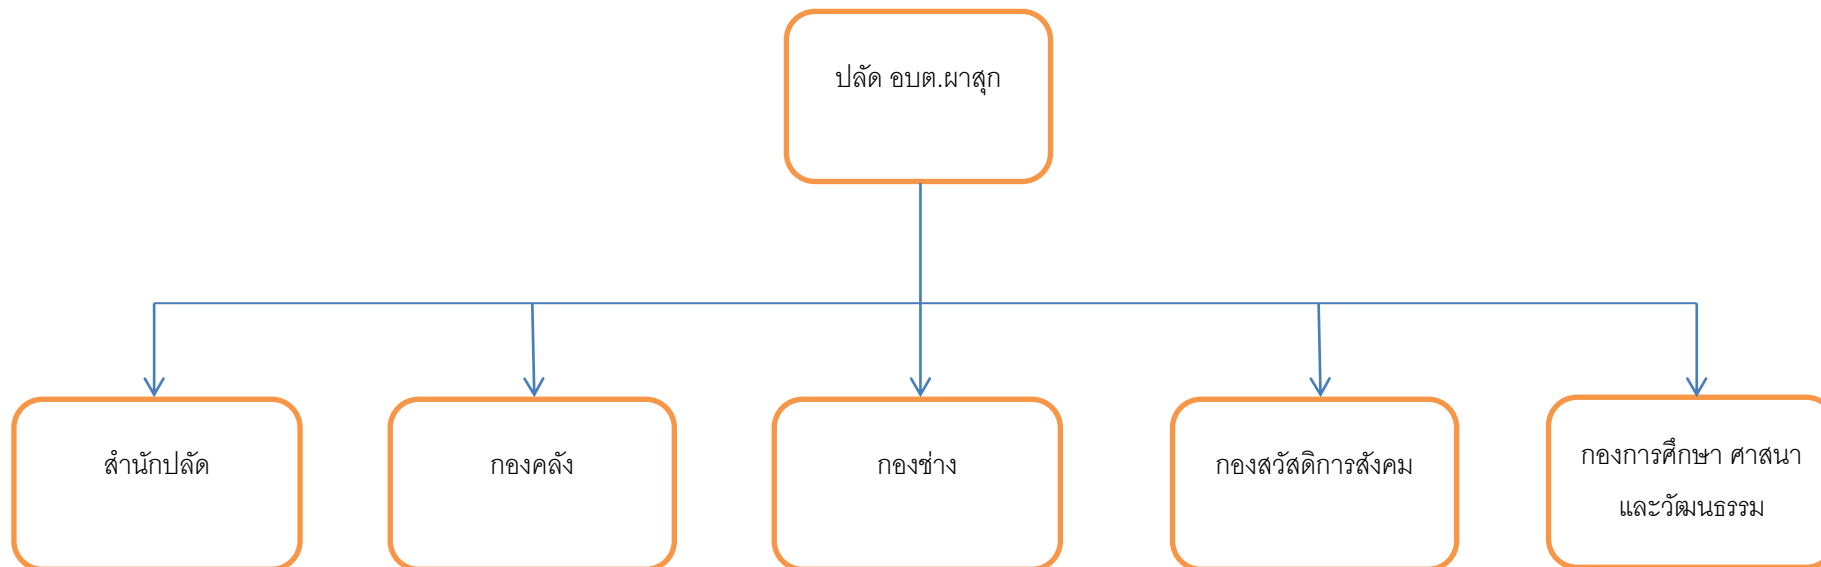 ปลัด อบต.ผาสุก
สำนักปลัด
กองคลัง
กองช่าง
กองสวัสดิการสังคม
กองการศึกษา ศาสนา
และวัฒนธรรม